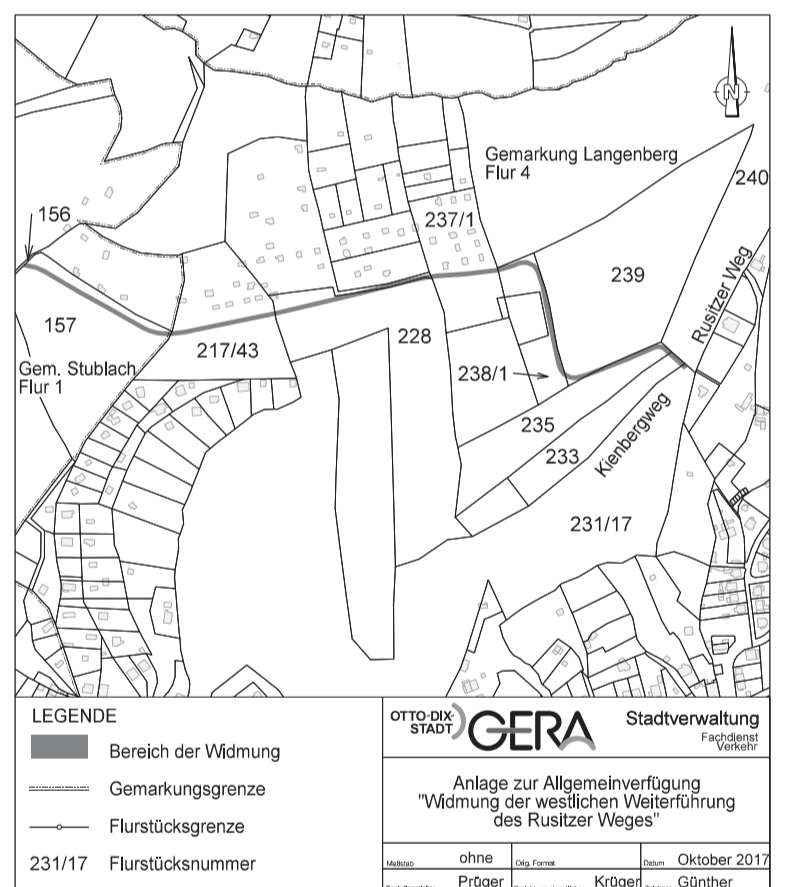 N
Gemarkung Langenberg
Flur 4
240
156
237/1
239
Rusitzer Weg
157
228
217/43
Gem. Stublach
Flur 1
238/1
235
Kienbergweg
233
231/17
LEGENDE
Bereich der Widmung
Gemarkungsgrenze
Flurstücksgrenze
231/17 Flurstücksnummer
OTTO-DIX-
STADT
GERA
Stadtverwaltung
Fachdienst
Verkehr
Anlage zur Allgemeinverfügung
"Widmung der westlichen Weiterführung
des Rusitzer Weges"
Maßstab ohne Orig. Format Datum Oktober 2017
Prüger Krüger Günther